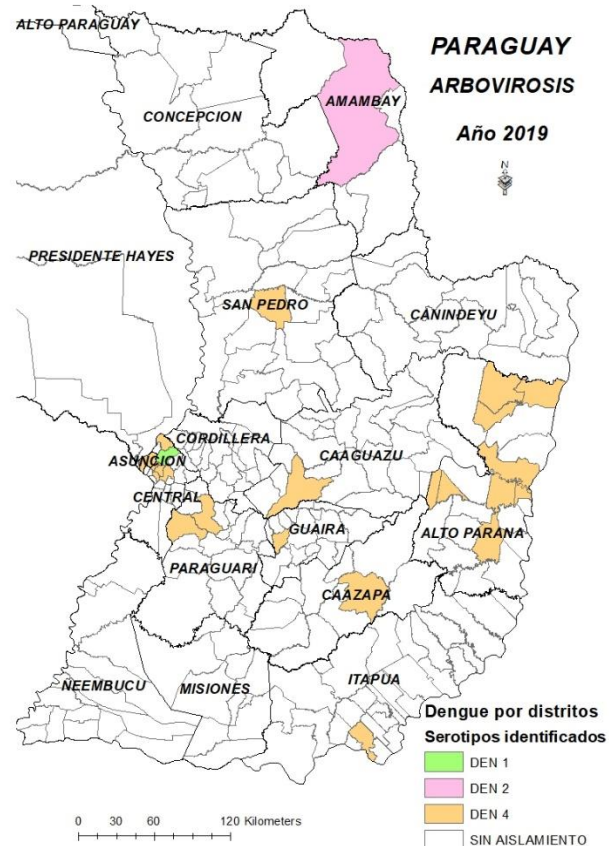 ALTO PARAGUAY
PARAGUAY
ARBOVIROSIS
Año 2019
N
AMAMBAY
CONCEPCION
PRESIDENTE HAYES
SAN PEDRO
CANINDEYU
CORDILLERA
CAAGUAZU
ASUNCION
CENTRAL
GUAIRA
ALTO PARANA
PARAGUARI
CAAZAPA
ITAPUA
ÑEEMBUCU
MISIONES
Dengue por distritos
Serotipos identificados
DEN 1
DEN 2
DEN 4
SIN AISLAMIENTO
0 30 60 120 Kilometers